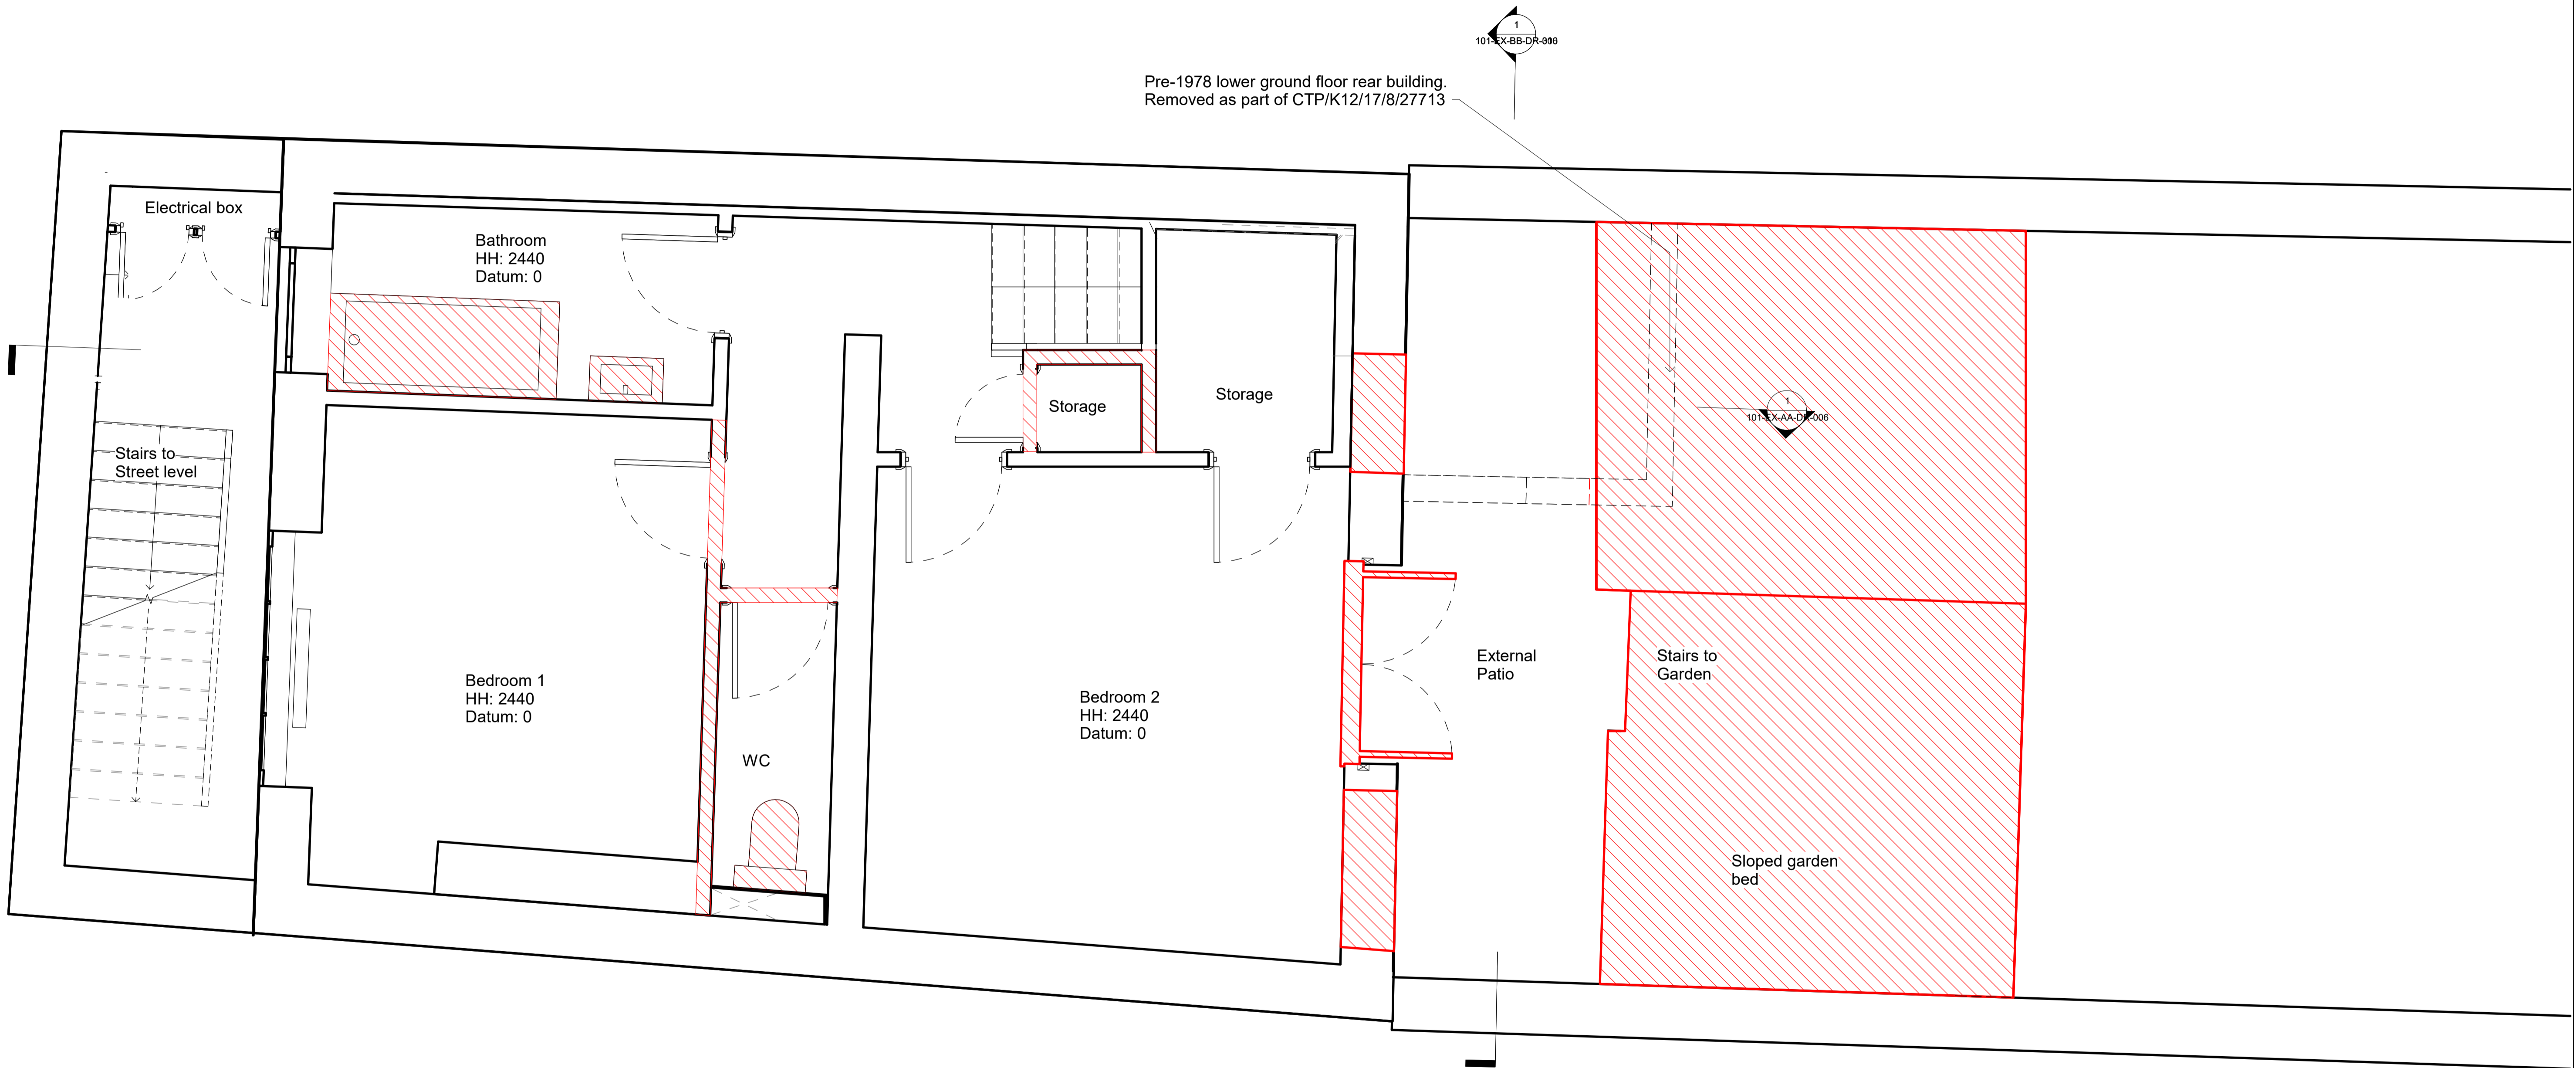 1
101-EX-BB-DR-006
Pre-1978 lower ground floor rear building.
Removed as part of CTP/K12/17/8/27713
Electrical box
Bathroom
HH: 2440
Datum: 0
Storage
Storage
1
101-EX-AA-DR-006
Stairs to
Street level
Bedroom 1
HH: 2440
Datum: 0
WC
Bedroom 2
HH: 2440
Datum: 0
External
Patio
Stairs to
Garden
Sloped garden
bed